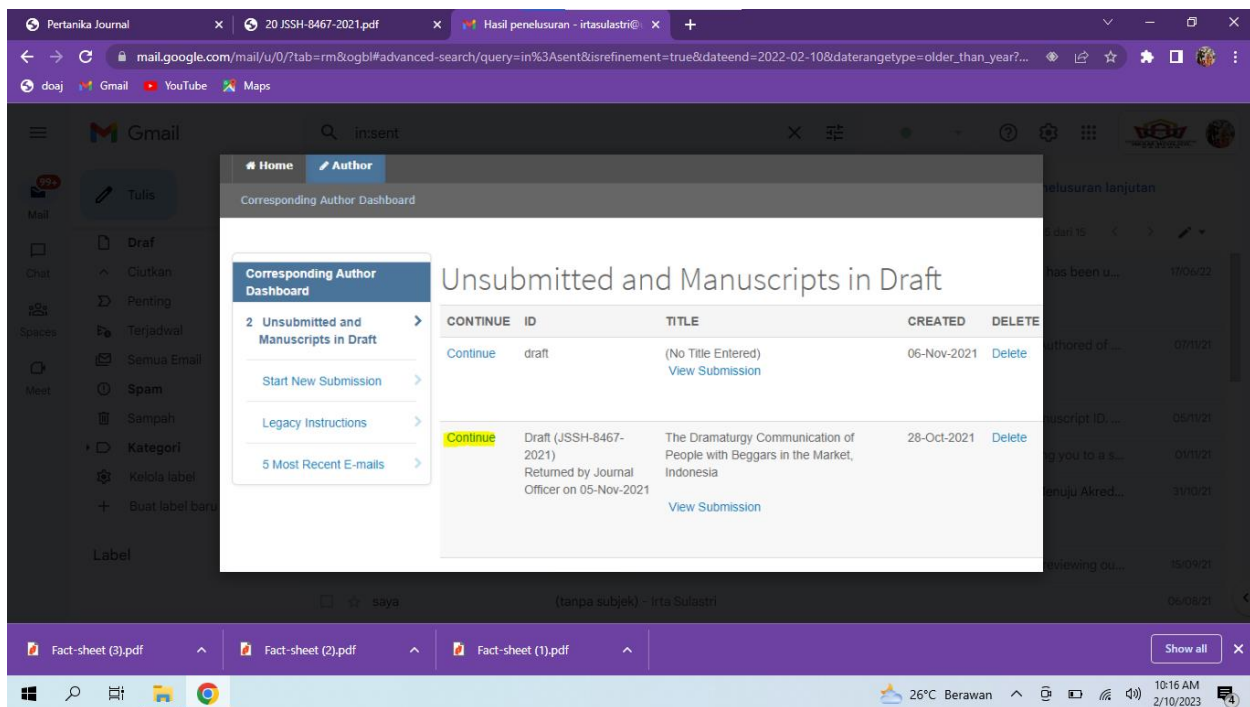 Pertanika Journal
20 JSSH-8467-2021.pdf
Hasil penelusuran - irtasulastri@
mail.google.com/mail/u/0/?tab=rm&ogbl#advanced-search/query=in%3Asent&isrefinement=true&dateend=2022-02-10&daterangetype=older_than_year?...
doaj
Gmail
YouTube
Maps
Gmail
in:sent
99+
Mail
Chat
Spaces
Meet
Tulis
Draf
Ciutkan
Penting
Terjadwal
Semua Email
Spam
Sampah
Kategori
Kelola label
Buat label baru
Label
Home
Author
Corresponding Author Dashboard
Corresponding Author
Dashboard
2 Unsubmitted and
Manuscripts in Draft
Start New Submission
Legacy Instructions
5 Most Recent E-mails
Unsubmitted and Manuscripts in Draft
CONTINUE ID TITLE CREATED DELETE
Continue draft (No Title Entered) 06-Nov-2021 Delete
View Submission
Continue Draft (JSSH-8467- The Dramaturgy Communication of 28-Oct-2021 Delete
2021) People with Beggars in the Market,
Returned by Journal Indonesia
Officer on 05-Nov-2021
View Submission
lanjutan
dari 15
has been u... 17/06/22
of ... 07/11/21
ID. ... 06/11/21
you to a s... 01/11/21
Akred... 31/10/21
reviewing ou... 15/09/21
saya (tanpa subjek) - Irta Sulastri 06/08/21
Fact-sheet (3).pdf
Fact-sheet (2).pdf
Fact-sheet (1).pdf
Show all
26°C Berawan
10:16 AM
2/10/2023
4